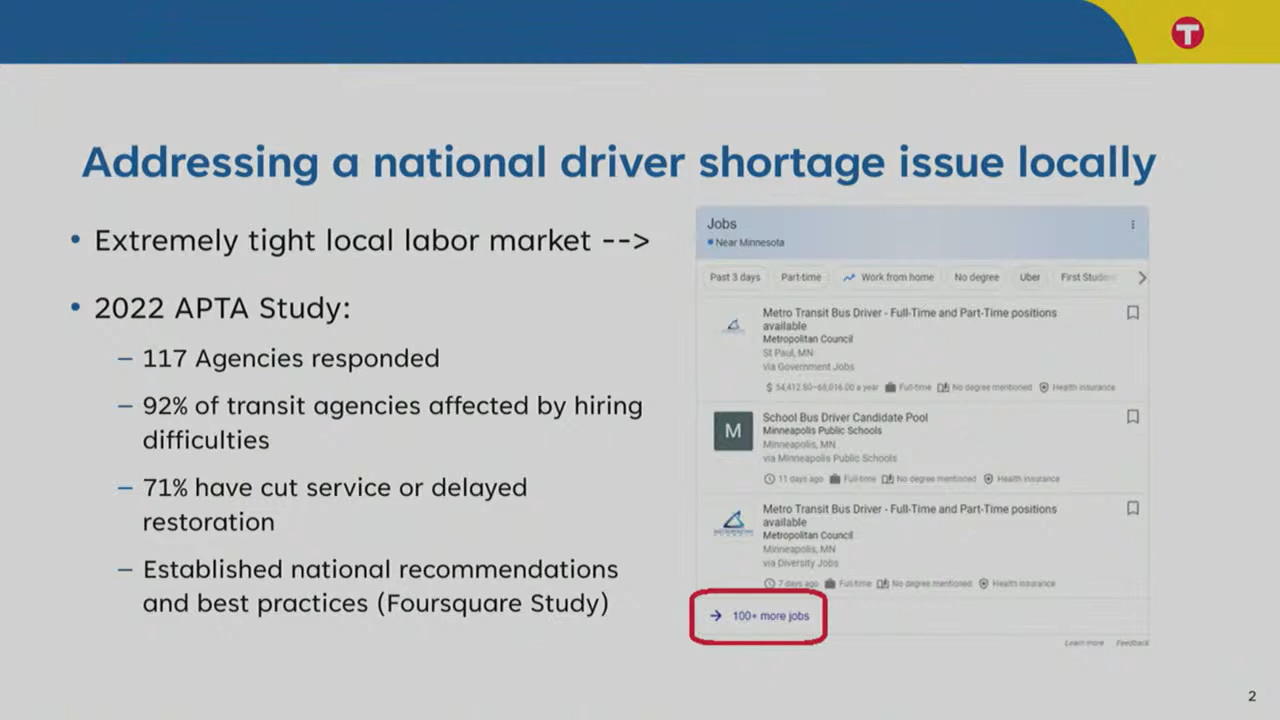 T
Addressing a national driver shortage issue locally
• Extremely tight local labor market -->
• 2022 APTA Study:
– 117 Agencies responded
– 92% of transit agencies affected by hiring
difficulties
– 71% have cut service or delayed
restoration
– Established national recommendations
and best practices (Foursquare Study)
Jobs
Near Minnesota
Past 3 days Part-time Work from home No degree Uber First Studen
Metro Transit Bus Driver - Full-Time and Part-Time positions
available
Metropolitan Council
St Paul, MN
via Government Jobs
Full-time No degree mentioned Health insurance
M
School Bus Driver Candidate Pool
Minneapolis Public Schools
Minneapolis, MN
via Minneapolis Public Schools
11 days ago Full-time No degree mentioned Health insurance
Metro Transit Bus Driver - Full-Time and Part-Time positions
available
Metropolitan Council
Minneapolis, MN
via Diversity Jobs
7 days ago Full-time No degree mentioned Health insurance
100+ more jobs
Learn more Feedback
2